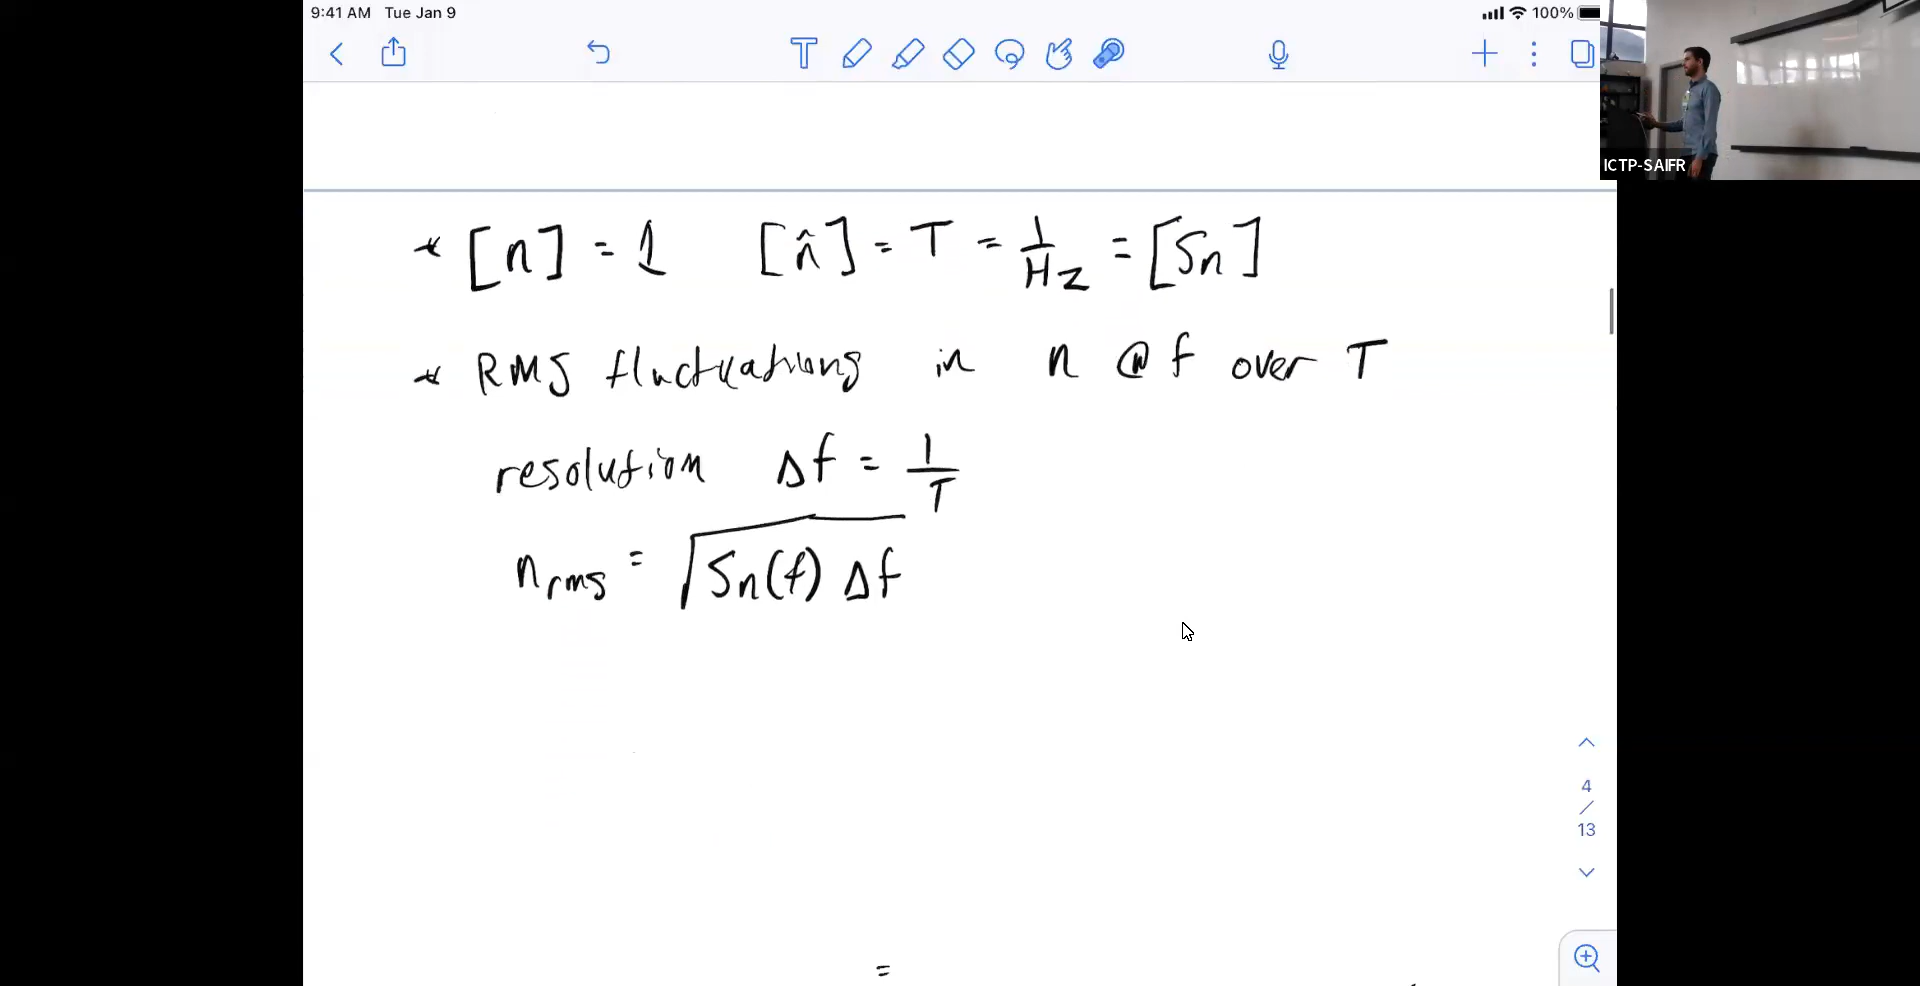 9:41 AM Tue Jan 9
100%
ICTP-SAIFR
* [n] = 1 [n̂] = T = 1/Hz = [Sn]
* RMS fluctuations in n @ f over T
resolution Δf = 1/T
n rms = √Sn(f) Δf
4
/
13
=